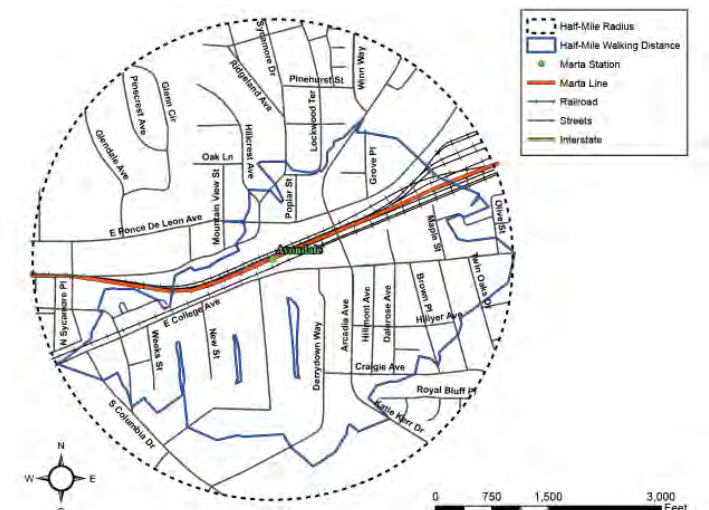 Half-Mile Radius
Half-Mile Walking Distance
Marta Station
Marta Line
Railroad
Streets
Interstate
Sycamore Dr
Ridgeland Ave
Pinehurst St
Winn Way
Glenn Cir
Pinecrest Ave
Glendale Ave
Lockwood Ter
Hillcrest Ave
Oak Ln
Mountain View St
Poplar St
Grove Pl
E Ponce De Leon Ave
Avondale
Maple St
Olive St
Twin Oaks Dr
N Sycamore Pl
E College Ave
Weeks St
New St
Derrydown Way
Arcadia Ave
Hillmont Ave
Dalerose Ave
Brown Pl
Hillyer Ave
Craigie Ave
Royal Bluff Pl
Katie Kerr Dr
S Columbia Dr
N
W
E
0 750 1,500 3,000
Feet